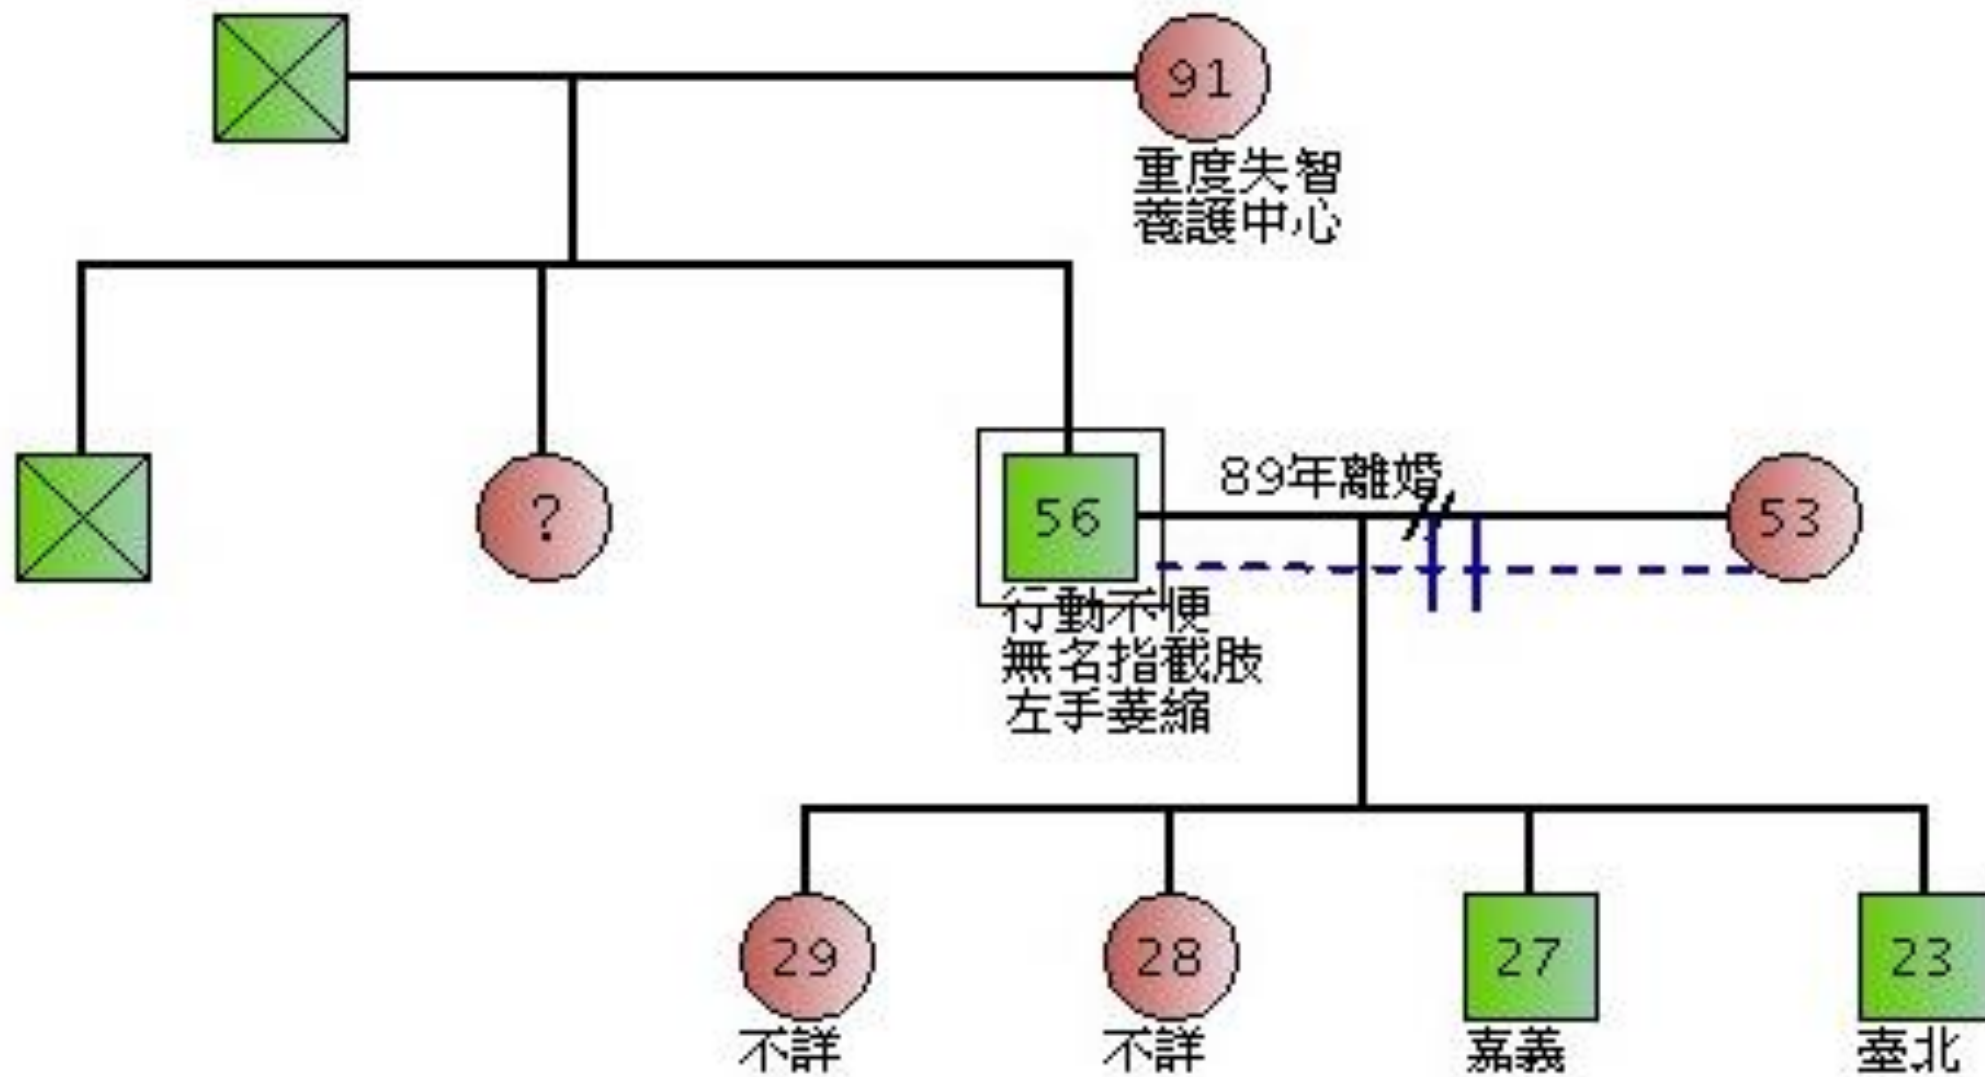 91
重度失智
養護中心
?
56
89年離婚
53
行動不便
無名指截肢
左手萎縮
29
28
27
23
不詳
不詳
嘉義
臺北